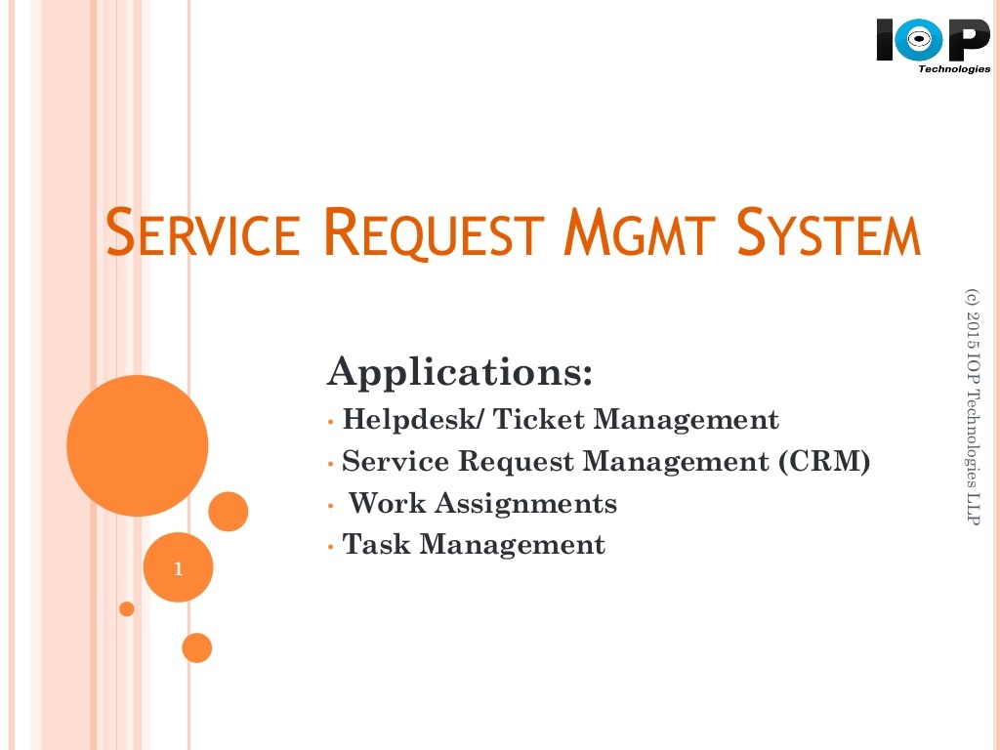 IOP
Technologies
SERVICE REQUEST MGMT SYSTEM
Applications:
• Helpdesk/ Ticket Management
• Service Request Management (CRM)
• Work Assignments
• Task Management
(c) 2015 IOP Technologies LLP
1